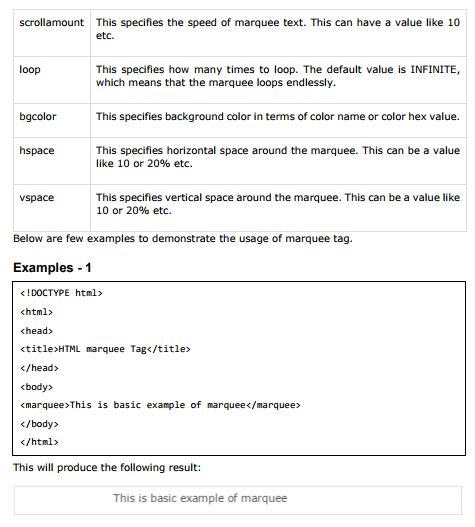 scrollamount This specifies the speed of marquee text. This can have a value like 10
etc.
loop This specifies how many times to loop. The default value is INFINITE,
which means that the marquee loops endlessly.
bgcolor This specifies background color in terms of color name or color hex value.
hspace This specifies horizontal space around the marquee. This can be a value
like 10 or 20% etc.
vspace This specifies vertical space around the marquee. This can be a value like
10 or 20% etc.
Below are few examples to demonstrate the usage of marquee tag.
Examples - 1
<!DOCTYPE html>
<html>
<head>
<title>HTML marquee Tag</title>
</head>
<body>
<marquee>This is basic example of marquee</marquee>
</body>
</html>
This will produce the following result:
This is basic example of marquee